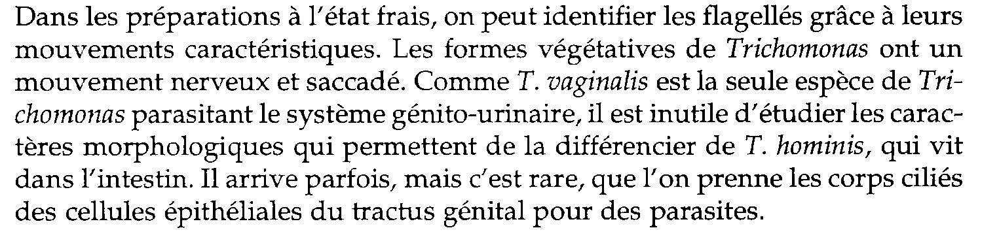 Dans les préparations à l'état frais, on peut identifier les flagellés grâce à leurs
mouvements caractéristiques. Les formes végétatives de Trichomonas ont un
mouvement nerveux et saccadé. Comme T. vaginalis est la seule espèce de Tri-
chomonas parasitant le système génito-urinaire, il est inutile d'étudier les carac-
tères morphologiques qui permettent de la différencier de T. hominis, qui vit
dans l'intestin. Il arrive parfois, mais c'est rare, que l'on prenne les corps ciliés
des cellules épithéliales du tractus génital pour des parasites.